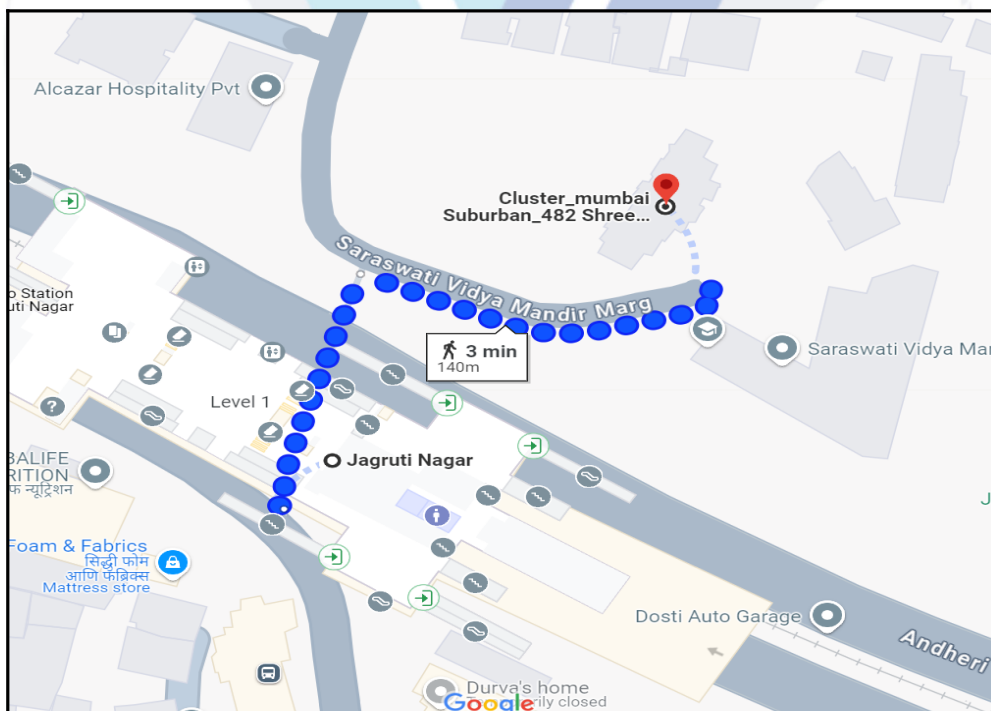 Alcazar Hospitality Pvt
Cluster_mumbai
Suburban_482 Shree...
Saraswati Vidya Mandir Marg
o Station
uti Nagar
3 min
140m
Saraswati Vidya Mar
Level 1
Jagruti Nagar
BALIFE
RITION
फ न्यूट्रिशन
J
Foam & Fabrics
सिद्धी फोम
आणि फॅब्रिक्स
Mattress store
Dosti Auto Garage
Andheri
Durva's home
rily closed
Google